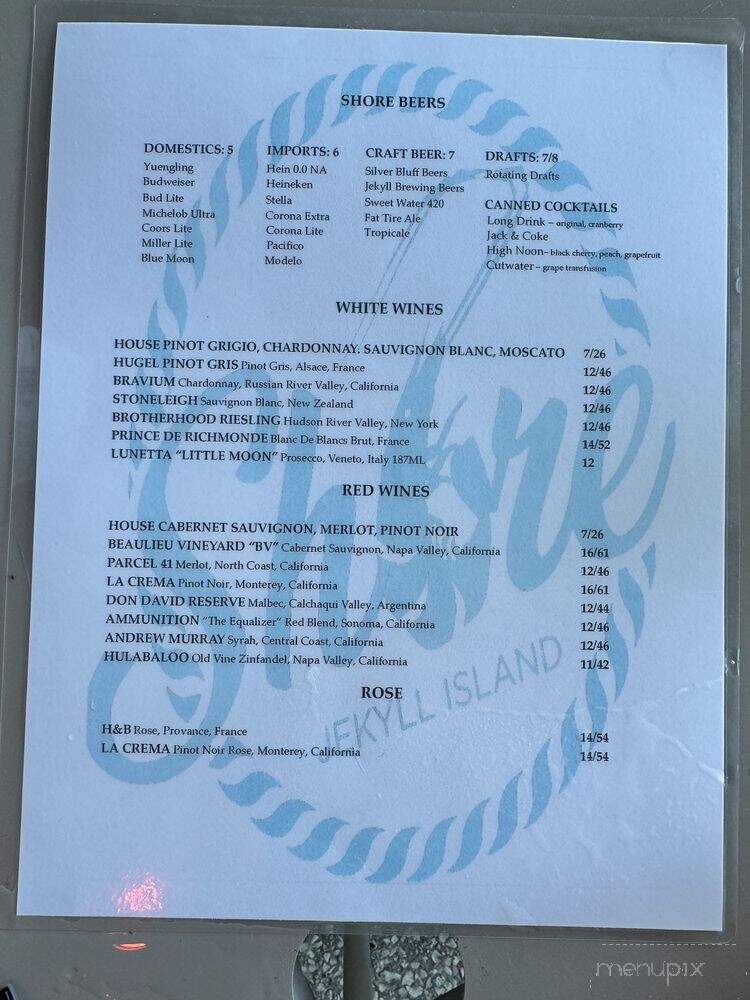 SHORE BEERS
DOMESTICS: 5
Yuengling
Budweiser
Bud Lite
Michelob Ultra
Coors Lite
Miller Lite
Blue Moon
IMPORTS: 6
Hein 0.0 NA
Heineken
Stella
Corona Extra
Corona Lite
Pacifico
Modelo
CRAFT BEER: 7
Silver Bluff Beers
Jekyll Brewing Beers
Sweet Water 420
Fat Tire Ale
Tropicale
DRAFTS: 7/8
Rotating Drafts
CANNED COCKTAILS
Long Drink – original, cranberry
Jack & Coke
High Noon– black cherry, peach, grapefruit
Cutwater – grape transfusion
WHITE WINES
HOUSE PINOT GRIGIO, CHARDONNAY. SAUVIGNON BLANC, MOSCATO 7/26
HUGEL PINOT GRIS Pinot Gris, Alsace, France 12/46
BRAVIUM Chardonnay, Russian River Valley, California 12/46
STONELEIGH Sauvignon Blanc, New Zealand 12/46
BROTHERHOOD RIESLING Hudson River Valley, New York 12/46
PRINCE DE RICHMONDE Blanc De Blancs Brut, France 14/52
LUNETTA “LITTLE MOON” Prosecco, Veneto, Italy 187ML 12
RED WINES
HOUSE CABERNET SAUVIGNON, MERLOT, PINOT NOIR 7/26
BEAULIEU VINEYARD “BV” Cabernet Sauvignon, Napa Valley, California 16/61
PARCEL 41 Merlot, North Coast, California 12/46
LA CREMA Pinot Noir, Monterey, California 16/61
DON DAVID RESERVE Malbec, Calchaqui Valley, Argentina 12/44
AMMUNITION “The Equalizer” Red Blend, Sonoma, California 12/46
ANDREW MURRAY Syrah, Central Coast, California 12/46
HULABALOO Old Vine Zinfandel, Napa Valley, California 11/42
ROSE
H&B Rose, Provance, France 14/54
LA CREMA Pinot Noir Rose, Monterey, California 14/54
Shore
JEKYLL ISLAND
menupix